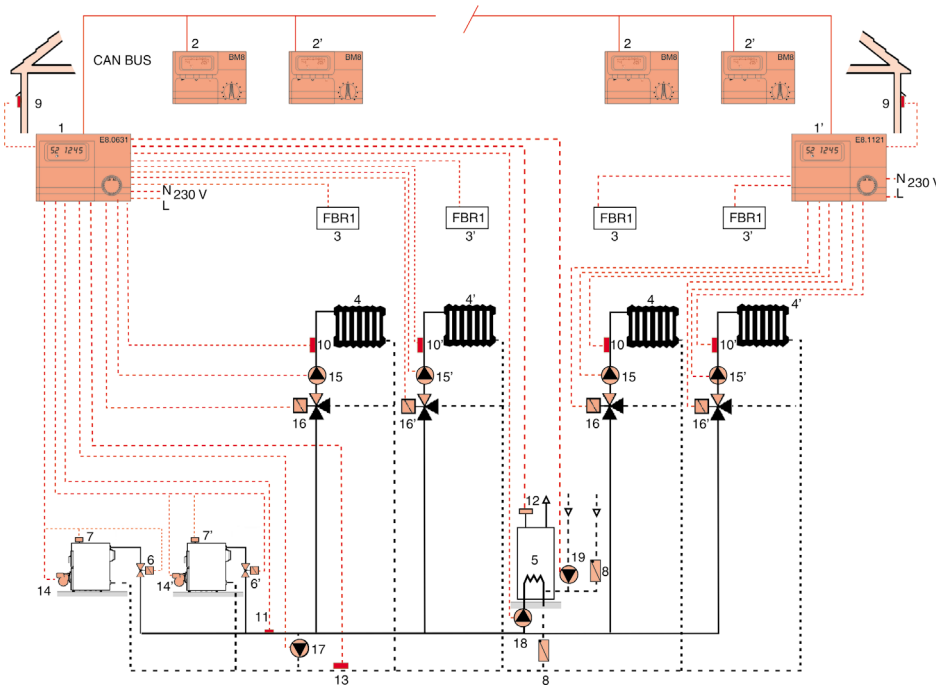 2 2' 2 2'
CAN BUS BM8 BM8 BM8 BM8
9 9
1 1'
E8.0631 E8.1121
52 1245 52 1245
N 230 V N 230 V
L L
FBR1 FBR1 FBR1 FBR1
3 3' 3 3'
4 4' 4 4'
10 10' 10 10'
15 15' 15 15'
16 16' 16 16'
12
7 7'
6 6' 5 19 8
14 14'
11
17 18
13 8